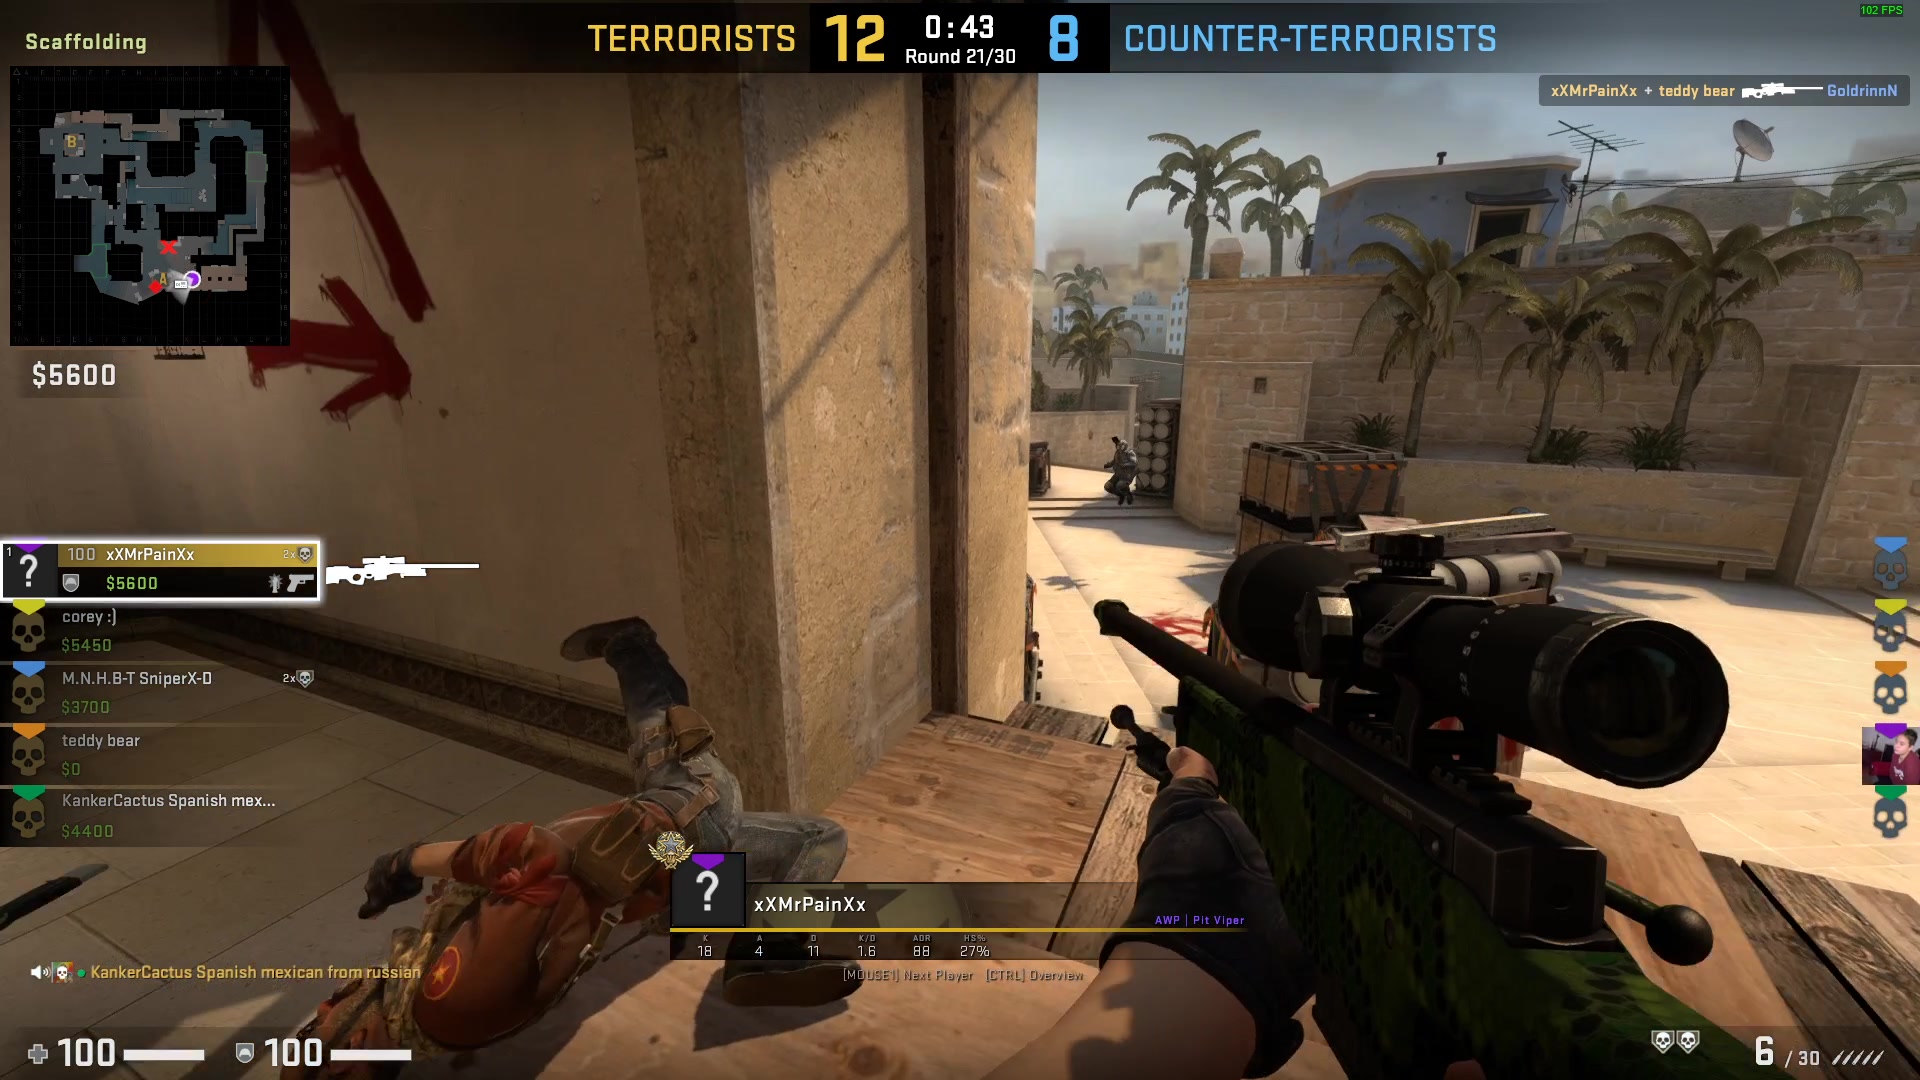 102 FPS
Scaffolding
TERRORISTS 12 0:43 8 COUNTER-TERRORISTS
Round 21/30
xXMrPainXx + teddy bear GoldrinnN
B
A
$5600
1 ? 100 xXMrPainXx 2x
$5600
corey :)
$5450
M.N.H.B-T SniperX-D 2x
$3700
teddy bear
$0
KankerCactus Spanish mex...
$4400
? xXMrPainXx
AWP | Pit Viper
K A D K/D ADR HS%
18 4 11 1.6 88 27%
[MOUSE1] Next Player [CTRL] Overview
KankerCactus Spanish mexican from russian
100 100
6 / 30